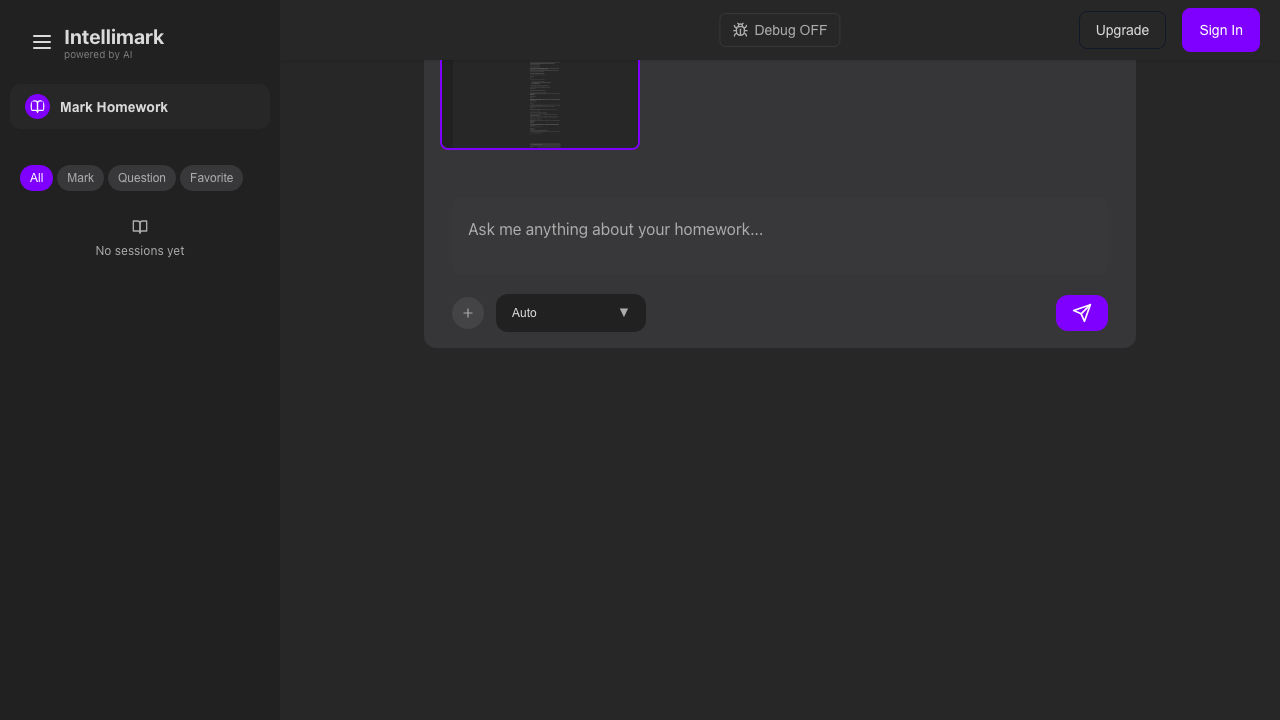 Intellimark
powered by AI
Debug OFF
Upgrade
Sign In
Mark Homework
All
Mark
Question
Favorite
No sessions yet
Ask me anything about your homework...
Auto